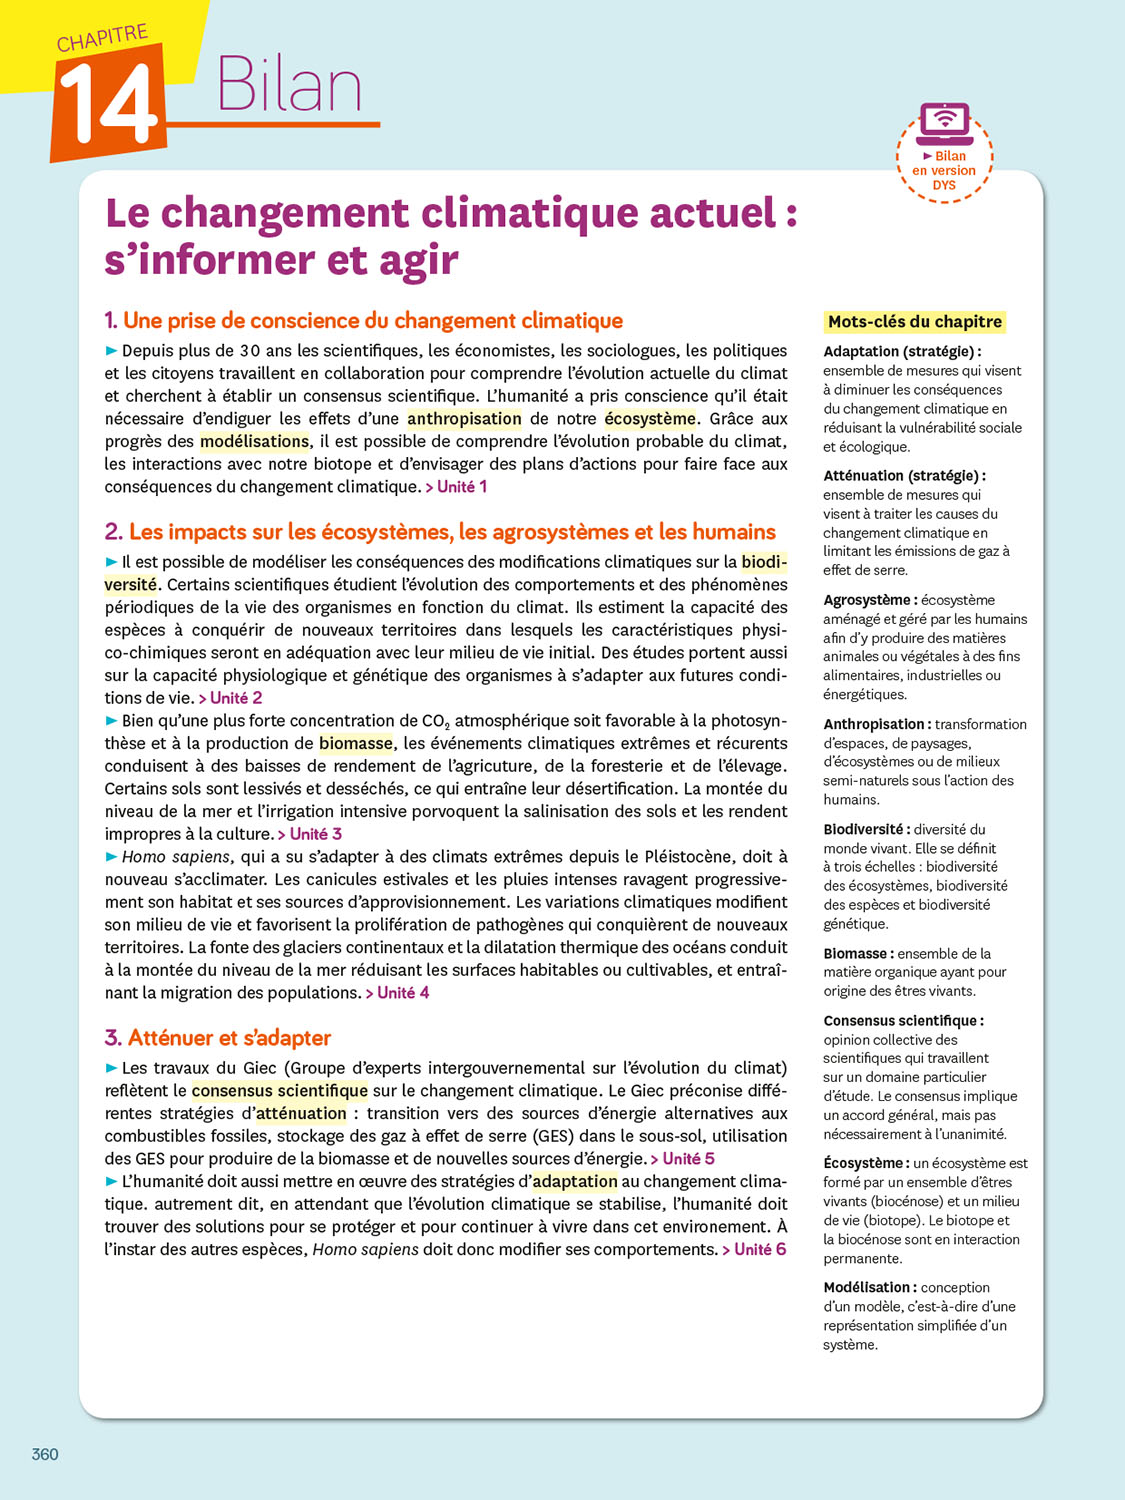 CHAPITRE
14
Bilan
► Bilan
en version
DYS
Le changement climatique actuel :
s’informer et agir
1. Une prise de conscience du changement climatique
► Depuis plus de 30 ans les scientifiques, les économistes, les sociologues, les politiques
et les citoyens travaillent en collaboration pour comprendre l’évolution actuelle du climat
et cherchent à établir un consensus scientifique. L’humanité a pris conscience qu’il était
nécessaire d’endiguer les effets d’une anthropisation de notre écosystème. Grâce aux
progrès des modélisations, il est possible de comprendre l’évolution probable du climat,
les interactions avec notre biotope et d’envisager des plans d’actions pour faire face aux
conséquences du changement climatique. > Unité 1
2. Les impacts sur les écosystèmes, les agrosystèmes et les humains
► Il est possible de modéliser les conséquences des modifications climatiques sur la biodi-
versité. Certains scientifiques étudient l’évolution des comportements et des phénomènes
périodiques de la vie des organismes en fonction du climat. Ils estiment la capacité des
espèces à conquérir de nouveaux territoires dans lesquels les caractéristiques physi-
co-chimiques seront en adéquation avec leur milieu de vie initial. Des études portent aussi
sur la capacité physiologique et génétique des organismes à s’adapter aux futures condi-
tions de vie. > Unité 2
► Bien qu’une plus forte concentration de CO₂ atmosphérique soit favorable à la photosyn-
thèse et à la production de biomasse, les événements climatiques extrêmes et récurents
conduisent à des baisses de rendement de l’agricuture, de la foresterie et de l’élevage.
Certains sols sont lessivés et desséchés, ce qui entraîne leur désertification. La montée du
niveau de la mer et l’irrigation intensive porvoquent la salinisation des sols et les rendent
impropres à la culture. > Unité 3
► Homo sapiens, qui a su s’adapter à des climats extrêmes depuis le Pléistocène, doit à
nouveau s’acclimater. Les canicules estivales et les pluies intenses ravagent progressive-
ment son habitat et ses sources d’approvisionnement. Les variations climatiques modifient
son milieu de vie et favorisent la prolifération de pathogènes qui conquièrent de nouveaux
territoires. La fonte des glaciers continentaux et la dilatation thermique des océans conduit
à la montée du niveau de la mer réduisant les surfaces habitables ou cultivables, et entraî-
nant la migration des populations. > Unité 4
3. Atténuer et s’adapter
► Les travaux du Giec (Groupe d’experts intergouvernemental sur l’évolution du climat)
reflètent le consensus scientifique sur le changement climatique. Le Giec préconise diffé-
rentes stratégies d’atténuation : transition vers des sources d’énergie alternatives aux
combustibles fossiles, stockage des gaz à effet de serre (GES) dans le sous-sol, utilisation
des GES pour produire de la biomasse et de nouvelles sources d’énergie. > Unité 5
► L’humanité doit aussi mettre en œuvre des stratégies d’adaptation au changement clima-
tique. autrement dit, en attendant que l’évolution climatique se stabilise, l’humanité doit
trouver des solutions pour se protéger et pour continuer à vivre dans cet environement. À
l’instar des autres espèces, Homo sapiens doit donc modifier ses comportements. > Unité 6
Mots-clés du chapitre
Adaptation (stratégie) :
ensemble de mesures qui visent
à diminuer les conséquences
du changement climatique en
réduisant la vulnérabilité sociale
et écologique.
Atténuation (stratégie) :
ensemble de mesures qui
visent à traiter les causes du
changement climatique en
limitant les émissions de gaz à
effet de serre.
Agrosystème : écosystème
aménagé et géré par les humains
afin d’y produire des matières
animales ou végétales à des fins
alimentaires, industrielles ou
énergétiques.
Anthropisation : transformation
d’espaces, de paysages,
d’écosystèmes ou de milieux
semi-naturels sous l’action des
humains.
Biodiversité : diversité du
monde vivant. Elle se définit
à trois échelles : biodiversité
des écosystèmes, biodiversité
des espèces et biodiversité
génétique.
Biomasse : ensemble de la
matière organique ayant pour
origine des êtres vivants.
Consensus scientifique :
opinion collective des
scientifiques qui travaillent
sur un domaine particulier
d’étude. Le consensus implique
un accord général, mais pas
nécessairement à l’unanimité.
Écosystème : un écosystème est
formé par un ensemble d’êtres
vivants (biocénose) et un milieu
de vie (biotope). Le biotope et
la biocénose sont en interaction
permanente.
Modélisation : conception
d’un modèle, c’est-à-dire d’une
représentation simplifiée d’un
système.
360